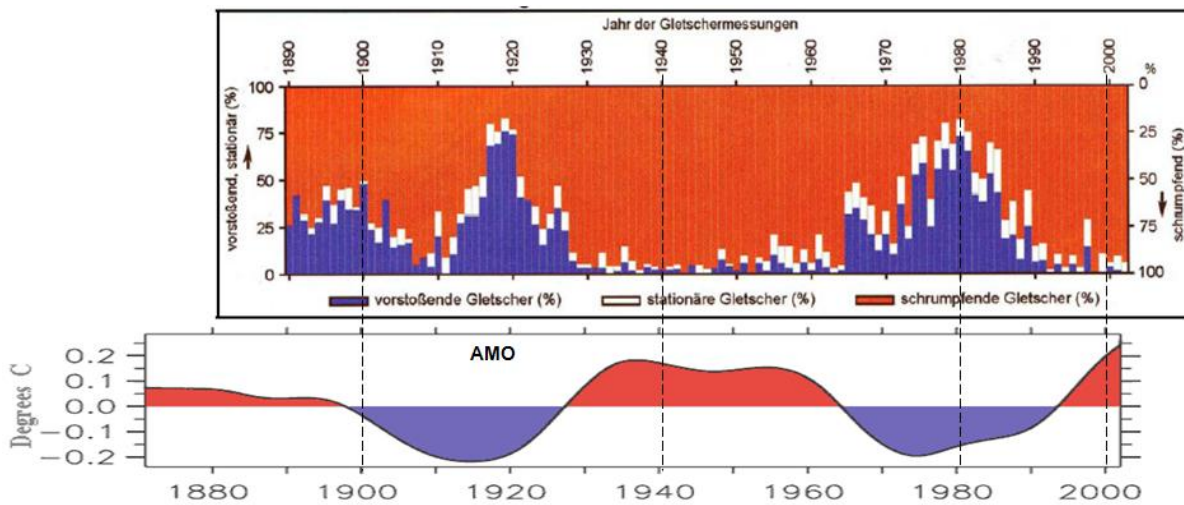 Jahr der Gletschermessungen
1890 1900 1910 1920 1930 1940 1950 1960 1970 1980 1990 2000 %
100 0
75 25
50 50
25 75
0 100
vorstoßend, stationär (%)
schrumpfend (%)
vorstoßende Gletscher (%) stationäre Gletscher (%) schrumpfende Gletscher (%)
AMO
Degrees C
0.2
0.1
0.0
−0.1
−0.2
1880 1900 1920 1940 1960 1980 2000